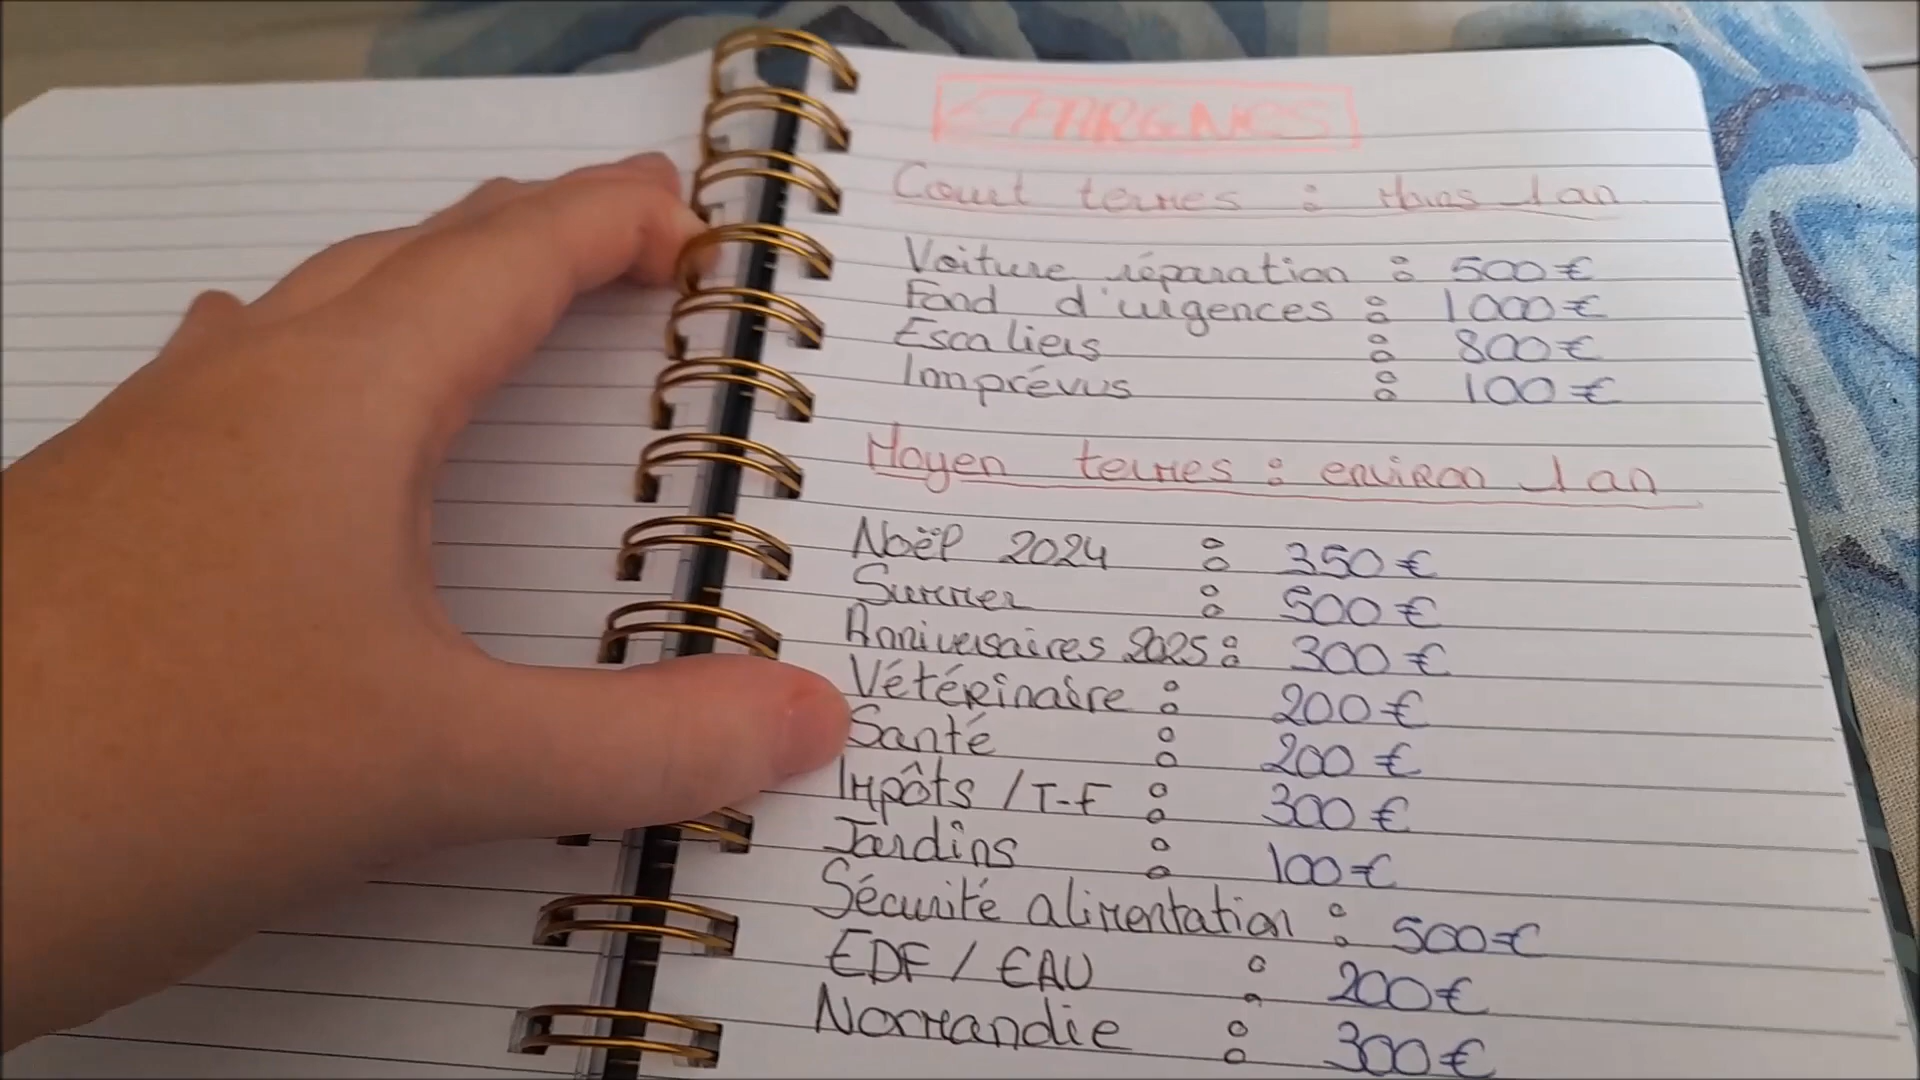 EPARGNES
Court termes : Moins 1 an
Voiture réparation : 500 €
Fond d'urgences : 1000 €
Escaliers : 800 €
Imprévus : 100 €
Moyen termes : environ 1 an
Noël 2024 : 350 €
Summer : 500 €
Anniversaires 2025 : 300 €
Vétérinaire : 200 €
Santé : 200 €
Impôts / T-F : 300 €
Jardins : 100 €
Sécurité alimentation : 500 €
EDF / EAU : 200 €
Normandie : 300 €